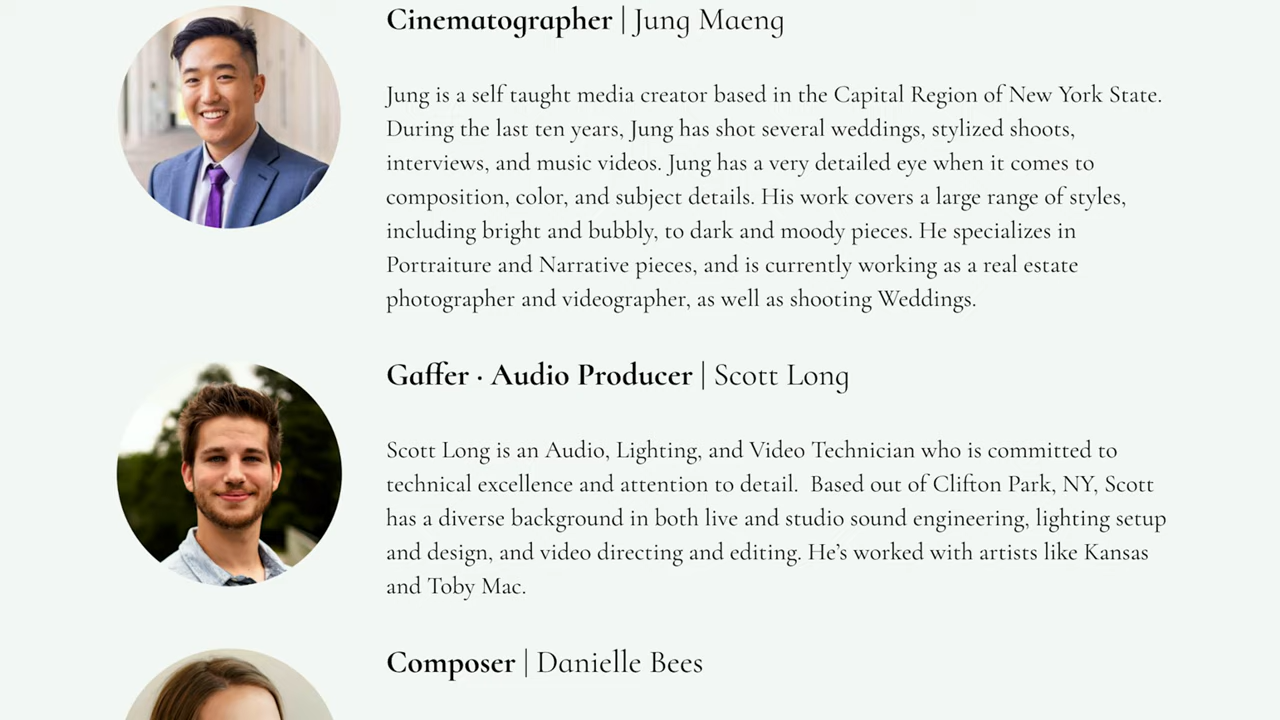 Cinematographer | Jung Maeng
Jung is a self taught media creator based in the Capital Region of New York State.
During the last ten years, Jung has shot several weddings, stylized shoots,
interviews, and music videos. Jung has a very detailed eye when it comes to
composition, color, and subject details. His work covers a large range of styles,
including bright and bubbly, to dark and moody pieces. He specializes in
Portraiture and Narrative pieces, and is currently working as a real estate
photographer and videographer, as well as shooting Weddings.
Gaffer · Audio Producer | Scott Long
Scott Long is an Audio, Lighting, and Video Technician who is committed to
technical excellence and attention to detail.  Based out of Clifton Park, NY, Scott
has a diverse background in both live and studio sound engineering, lighting setup
and design, and video directing and editing. He’s worked with artists like Kansas
and Toby Mac.
Composer | Danielle Bees